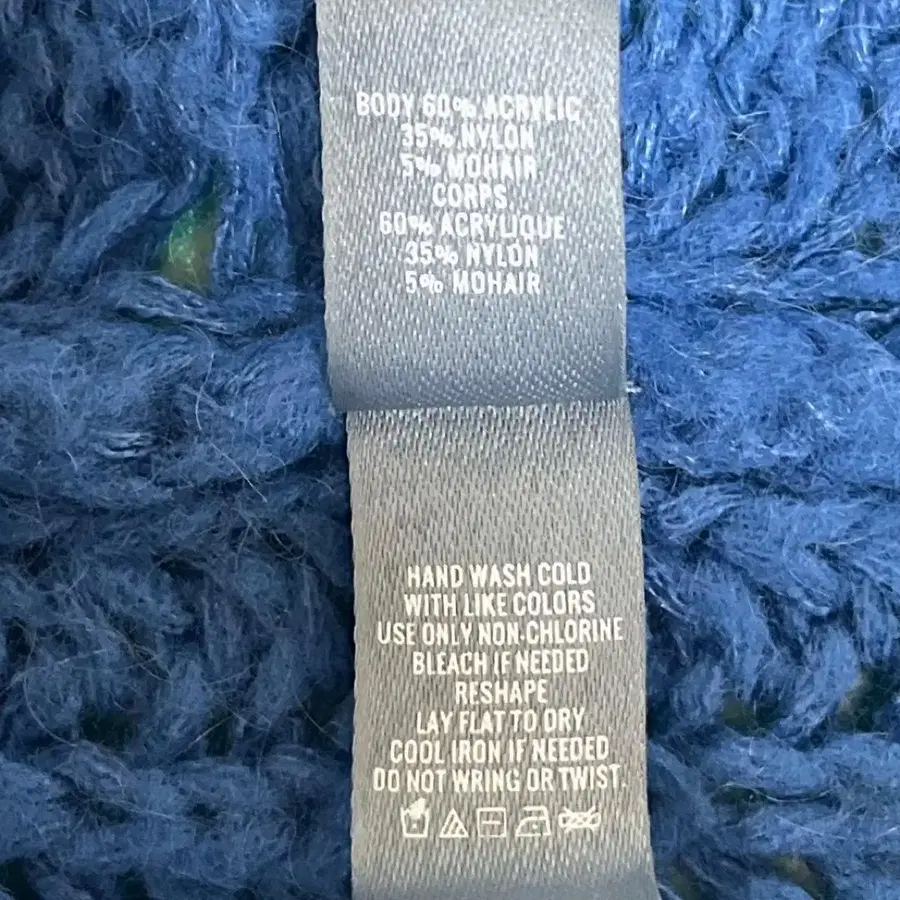 BODY 60% ACRYLIC
35% NYLON
5% MOHAIR
CORPS
60% ACRYLIQUE
35% NYLON
5% MOHAIR
HAND WASH COLD
WITH LIKE COLORS
USE ONLY NON-CHLORINE
BLEACH IF NEEDED
RESHAPE
LAY FLAT TO DRY
COOL IRON IF NEEDED
DO NOT WRING OR TWIST.